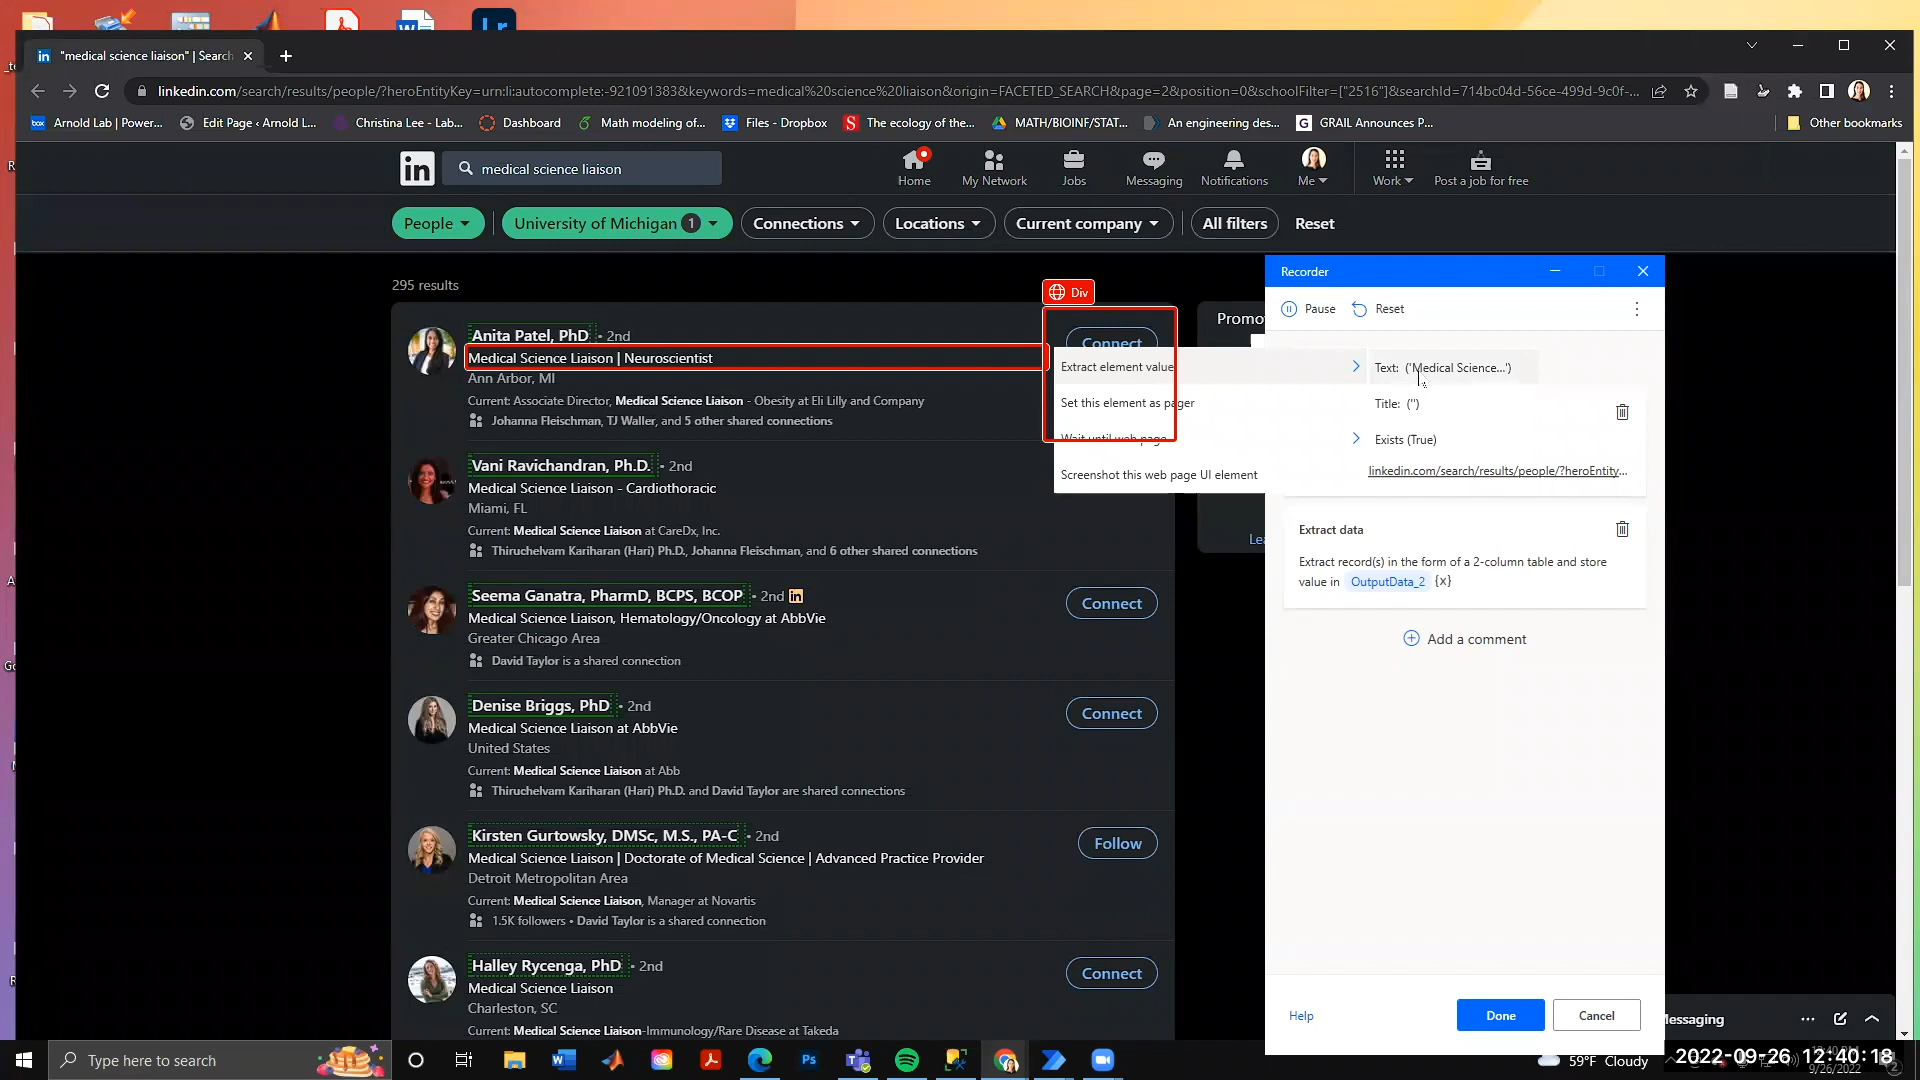 Lr
"medical science liaison" | Search
linkedin.com/search/results/people/?heroEntityKey=urn:li:autocomplete:-921091383&keywords=medical%20science%20liaison&origin=FACETED_SEARCH&page=2&position=0&schoolFilter=["2516"]&searchId=714bc04d-56ce-499d-9c0f-...
box Arnold Lab | Power... Edit Page ‹ Arnold L... Christina Lee - Lab... Dashboard Math modeling of... Files - Dropbox S The ecology of the... MATH/BIOINF/STAT... An engineering des... G GRAIL Announces P... Other bookmarks
in medical science liaison
Home My Network Jobs Messaging Notifications Me Work Post a job for free
People University of Michigan 1 Connections Locations Current company All filters Reset
Recorder
295 results
Div
Pause Reset
Promo
Anita Patel, PhD • 2nd
Connect
Medical Science Liaison | Neuroscientist
Extract element value
Text: ('Medical Science...')
Ann Arbor, MI
Current: Associate Director, Medical Science Liaison - Obesity at Eli Lilly and Company
Set this element as pager
Title: ('')
Johanna Fleischman, TJ Waller, and 5 other shared connections
Wait until web page
Exists (True)
Vani Ravichandran, Ph.D. • 2nd
linkedin.com/search/results/people/?heroEntity...
Screenshot this web page UI element
Medical Science Liaison - Cardiothoracic
Miami, FL
Current: Medical Science Liaison at CareDx, Inc.
Extract data
Lea
Thiruchelvam Kariharan (Hari) Ph.D., Johanna Fleischman, and 6 other shared connections
Extract record(s) in the form of a 2-column table and store
value in OutputData_2 {x}
Seema Ganatra, PharmD, BCPS, BCOP • 2nd in
Connect
Medical Science Liaison, Hematology/Oncology at AbbVie
Greater Chicago Area
Add a comment
David Taylor is a shared connection
Denise Briggs, PhD • 2nd
Connect
Medical Science Liaison at AbbVie
United States
Current: Medical Science Liaison at Abb
Thiruchelvam Kariharan (Hari) Ph.D. and David Taylor are shared connections
Kirsten Gurtowsky, DMSc, M.S., PA-C • 2nd
Follow
Medical Science Liaison | Doctorate of Medical Science | Advanced Practice Provider
Detroit Metropolitan Area
Current: Medical Science Liaison, Manager at Novartis
1.5K followers • David Taylor is a shared connection
Halley Rycenga, PhD • 2nd
Connect
Medical Science Liaison
Charleston, SC
Current: Medical Science Liaison-Immunology/Rare Disease at Takeda
Help Done Cancel
Messaging
Type here to search
Ps
59°F Cloudy
2022-09-26 12:40:18
9/26/2022